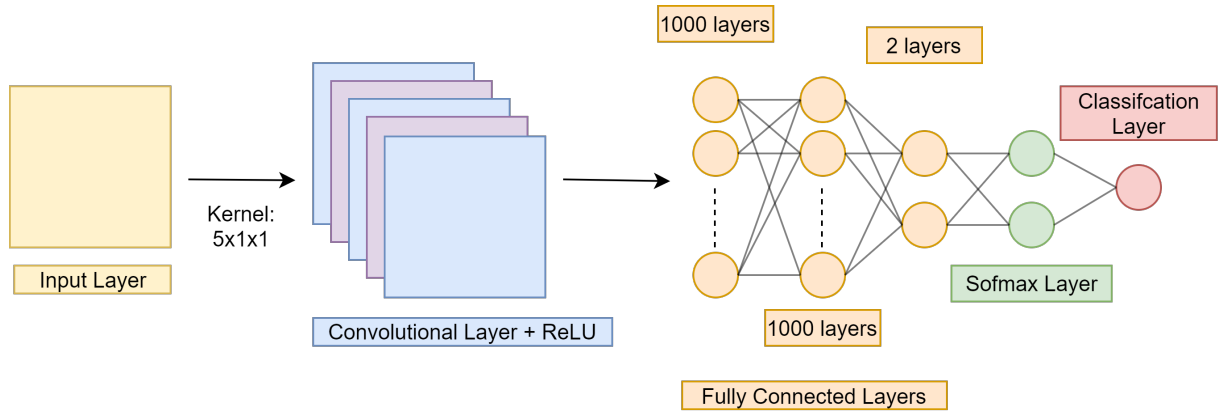 1000 layers
2 layers
Classifcation
Layer
Kernel:
5x1x1
Input Layer
Sofmax Layer
Convolutional Layer + ReLU
1000 layers
Fully Connected Layers